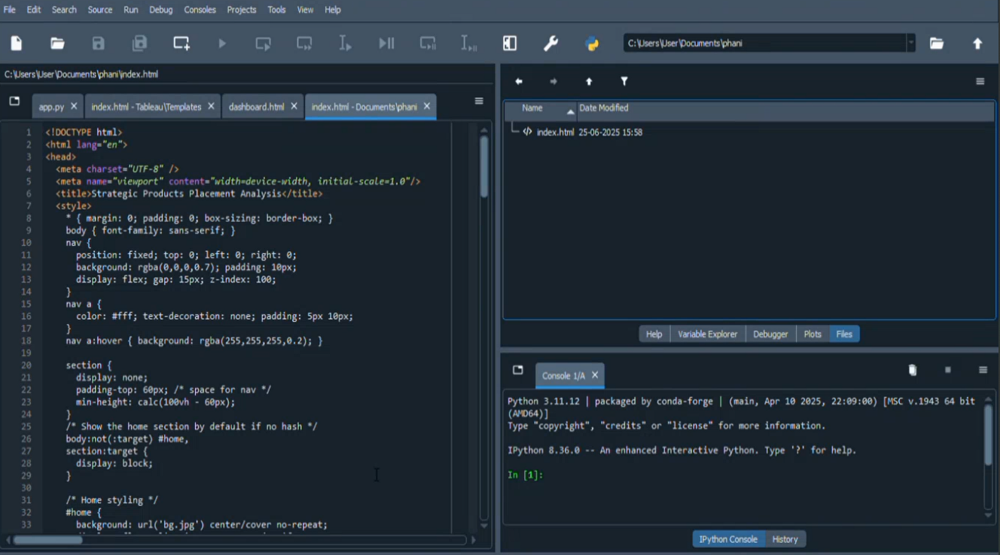 File Edit Search Source Run Debug Consoles Projects Tools View Help
C:\Users\User\Documents\phani
C:\Users\User\Documents\phani\index.html
app.py index.html - Tableau\Templates dashboard.html index.html - Documents\phani
1 <!DOCTYPE html>
2 <html lang="en">
3 <head>
4 <meta charset="UTF-8" />
5 <meta name="viewport" content="width=device-width, initial-scale=1.0"/>
6 <title>Strategic Products Placement Analysis</title>
7 <style>
8 * { margin: 0; padding: 0; box-sizing: border-box; }
9 body { font-family: sans-serif; }
10 nav {
11 position: fixed; top: 0; left: 0; right: 0;
12 background: rgba(0,0,0,0.7); padding: 10px;
13 display: flex; gap: 15px; z-index: 100;
14 }
15 nav a {
16 color: #fff; text-decoration: none; padding: 5px 10px;
17 }
18 nav a:hover { background: rgba(255,255,255,0.2); }
19
20 section {
21 display: none;
22 padding-top: 60px; /* space for nav */
23 min-height: calc(100vh - 60px);
24 }
25 /* Show the home section by default if no hash */
26 body:not(:target) #home,
27 section:target {
28 display: block;
29 }
30
31 /* Home styling */
32 #home {
33 background: url('bg.jpg') center/cover no-repeat;
Name Date Modified
index.html 25-06-2025 15:58
Help Variable Explorer Debugger Plots Files
Console 1/A
Python 3.11.12 | packaged by conda-forge | (main, Apr 10 2025, 22:09:00) [MSC v.1943 64 bit
(AMD64)]
Type "copyright", "credits" or "license" for more information.
IPython 8.36.0 -- An enhanced Interactive Python. Type '?' for help.
In [1]:
IPython Console History